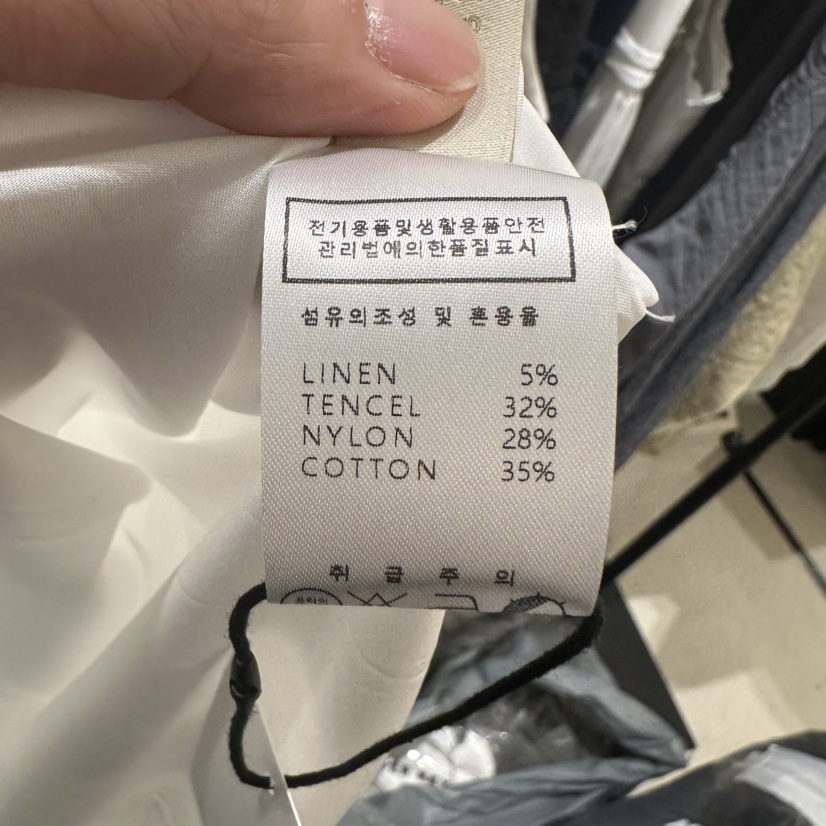 전기용품및생활용품안전
관리법에의한품질표시
섬유의조성 및 혼용율
LINEN 5%
TENCEL 32%
NYLON 28%
COTTON 35%
취 급 주 의